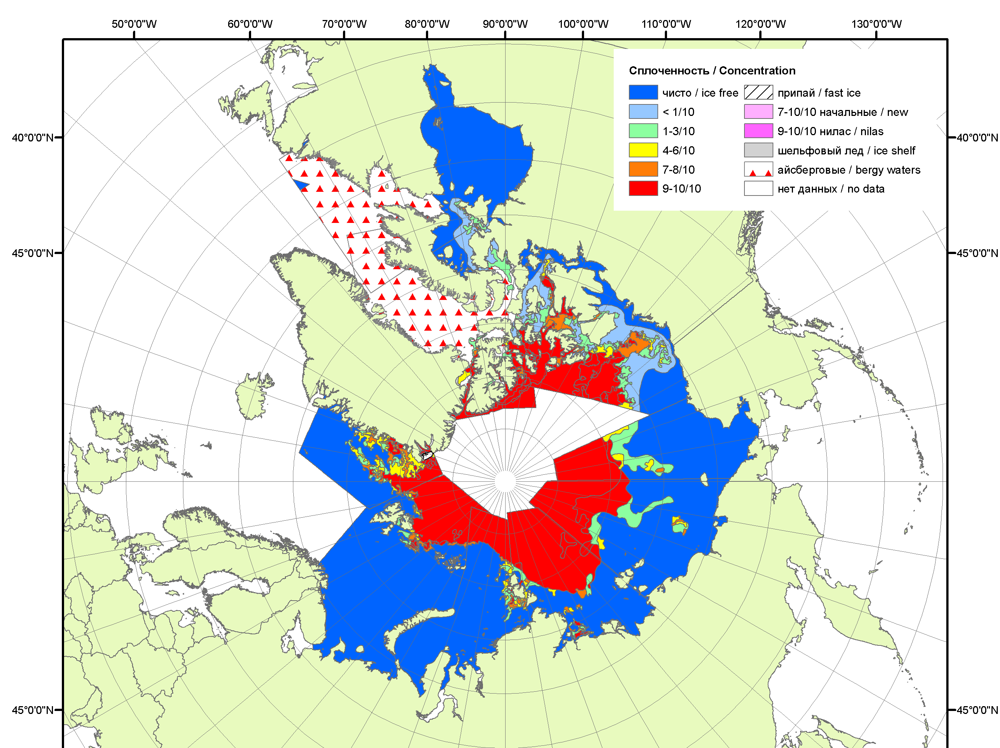 50°0'0"W 60°0'0"W 70°0'0"W 80°0'0"W 90°0'0"W 100°0'0"W 110°0'0"W 120°0'0"W 130°0'0"W
Сплоченность / Concentration
чисто / ice free
< 1/10
1-3/10
4-6/10
7-8/10
9-10/10
припай / fast ice
7-10/10 начальные / new
9-10/10 нилас / nilas
шельфовый лед / ice shelf
айсберговые / bergy waters
нет данных / no data
40°0'0"N 40°0'0"N
45°0'0"N 45°0'0"N
45°0'0"N 45°0'0"N